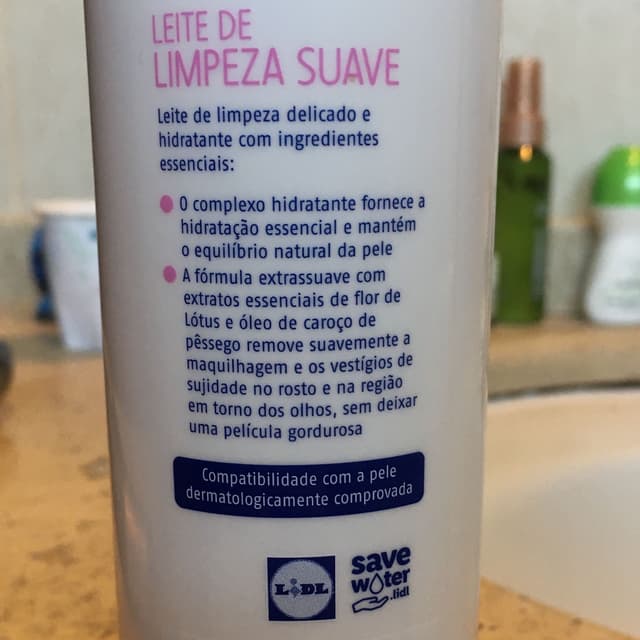 LEITE DE
LIMPEZA SUAVE
Leite de limpeza delicado e
hidratante com ingredientes
essenciais:
O complexo hidratante fornece a
hidratação essencial e mantém
o equilíbrio natural da pele
A fórmula extrassuave com
extratos essenciais de flor de
Lótus e óleo de caroço de
pêssego remove suavemente a
maquilhagem e os vestígios de
sujidade no rosto e na região
em torno dos olhos, sem deixar
uma película gordurosa
Compatibilidade com a pele
dermatologicamente comprovada
LIDL
save
water
.lidl